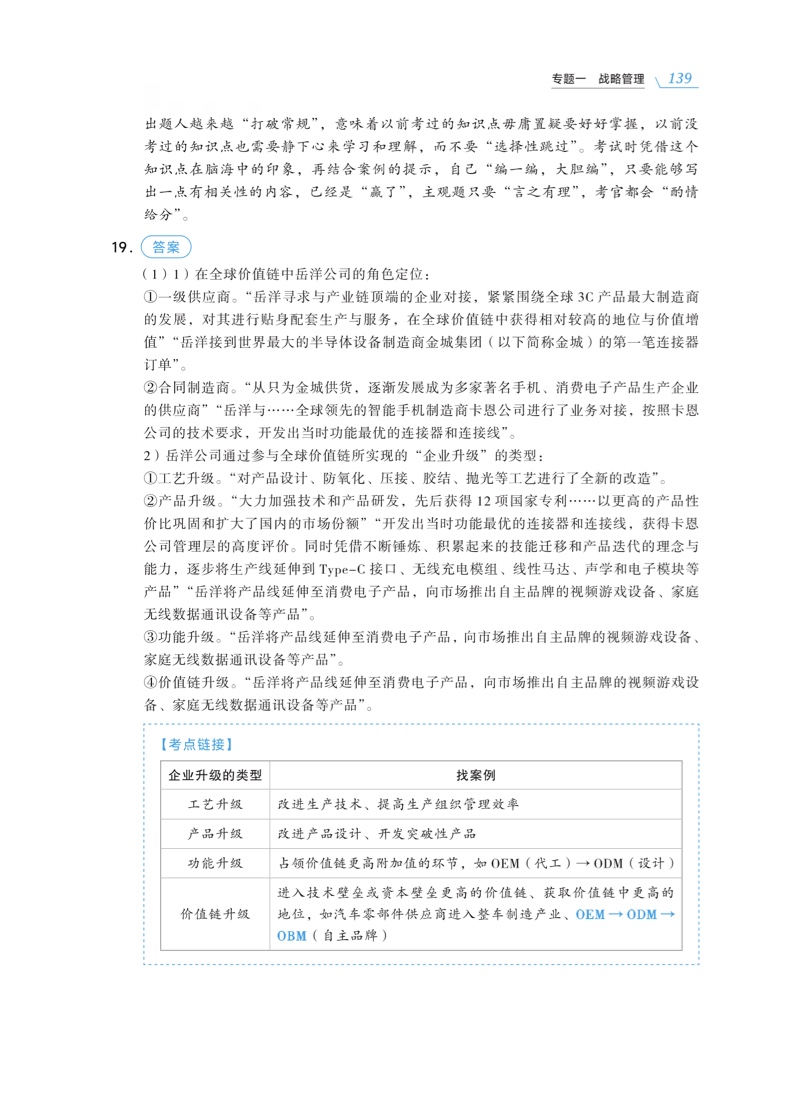 专题一 战略管理 139
出题人越来越“打破常规”，意味着以前考过的知识点毋庸置疑要好好掌握，以前没
考过的知识点也需要静下心来学习和理解，而不要“选择性跳过”。考试时凭借这个
知识点在脑海中的印象，再结合案例的提示，自己“编一编，大胆编”，只要能够写
出一点有相关性的内容，已经是“赢了”，主观题只要“言之有理”，考官都会“酌情
给分”。
19. 答案
（1）1）在全球价值链中岳洋公司的角色定位：
①一级供应商。“岳洋寻求与产业链顶端的企业对接，紧紧围绕全球 3C 产品最大制造商
的发展，对其进行贴身配套生产与服务，在全球价值链中获得相对较高的地位与价值增
值”“岳洋接到世界最大的半导体设备制造商金城集团（以下简称金城）的第一笔连接器
订单”。
②合同制造商。“从只为金城供货，逐渐发展成为多家著名手机、消费电子产品生产企业
的供应商”“岳洋与……全球领先的智能手机制造商卡恩公司进行了业务对接，按照卡恩
公司的技术要求，开发出当时功能最优的连接器和连接线”。
2）岳洋公司通过参与全球价值链所实现的“企业升级”的类型：
①工艺升级。“对产品设计、防氧化、压接、胶结、抛光等工艺进行了全新的改造”。
②产品升级。“大力加强技术和产品研发，先后获得 12 项国家专利……以更高的产品性
价比巩固和扩大了国内的市场份额”“开发出当时功能最优的连接器和连接线，获得卡恩
公司管理层的高度评价。同时凭借不断锤炼、积累起来的技能迁移和产品迭代的理念与
能力，逐步将生产线延伸到 Type-C 接口、无线充电模组、线性马达、声学和电子模块等
产品”“岳洋将产品线延伸至消费电子产品，向市场推出自主品牌的视频游戏设备、家庭
无线数据通讯设备等产品”。
③功能升级。“岳洋将产品线延伸至消费电子产品，向市场推出自主品牌的视频游戏设备、
家庭无线数据通讯设备等产品”。
④价值链升级。“岳洋将产品线延伸至消费电子产品，向市场推出自主品牌的视频游戏设
备、家庭无线数据通讯设备等产品”。
【考点链接】
企业升级的类型 找案例
工艺升级 改进生产技术、提高生产组织管理效率
产品升级 改进产品设计、开发突破性产品
功能升级 占领价值链更高附加值的环节，如 OEM（代工）→ ODM（设计）
价值链升级 进入技术壁垒或资本壁垒更高的价值链、获取价值链中更高的
地位，如汽车零部件供应商进入整车制造产业、OEM → ODM →
OBM（自主品牌）